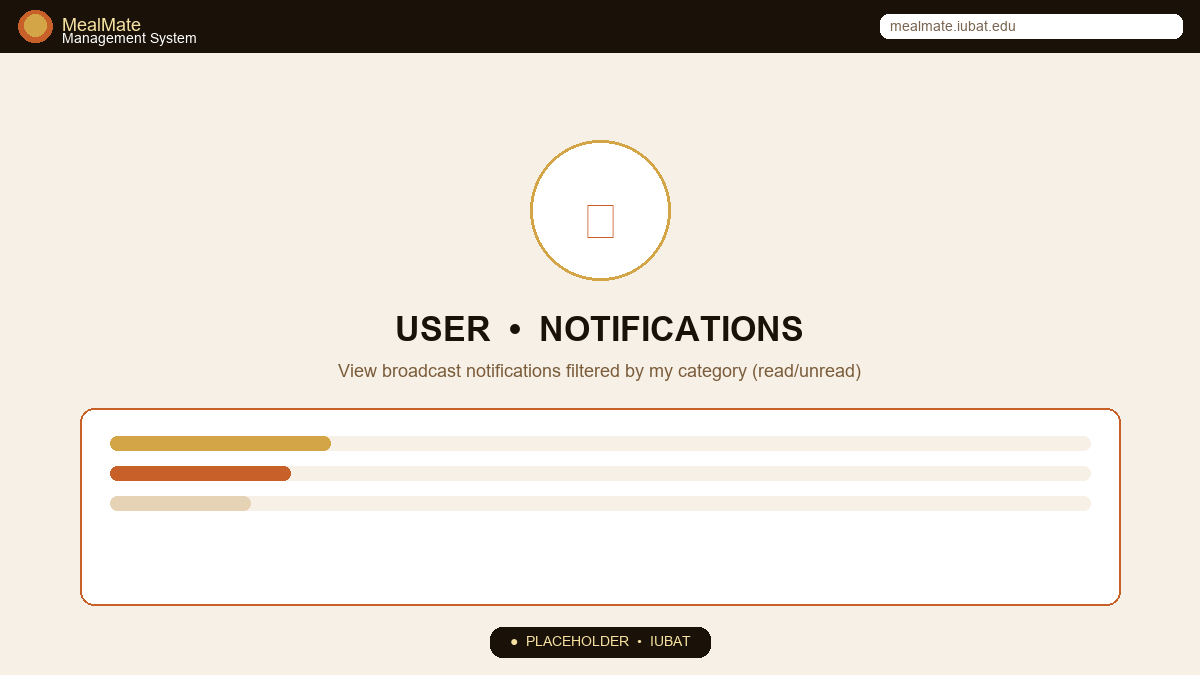 MealMate
Management System
mealmate.iubat.edu
USER • NOTIFICATIONS
View broadcast notifications filtered by my category (read/unread)
● PLACEHOLDER • IUBAT